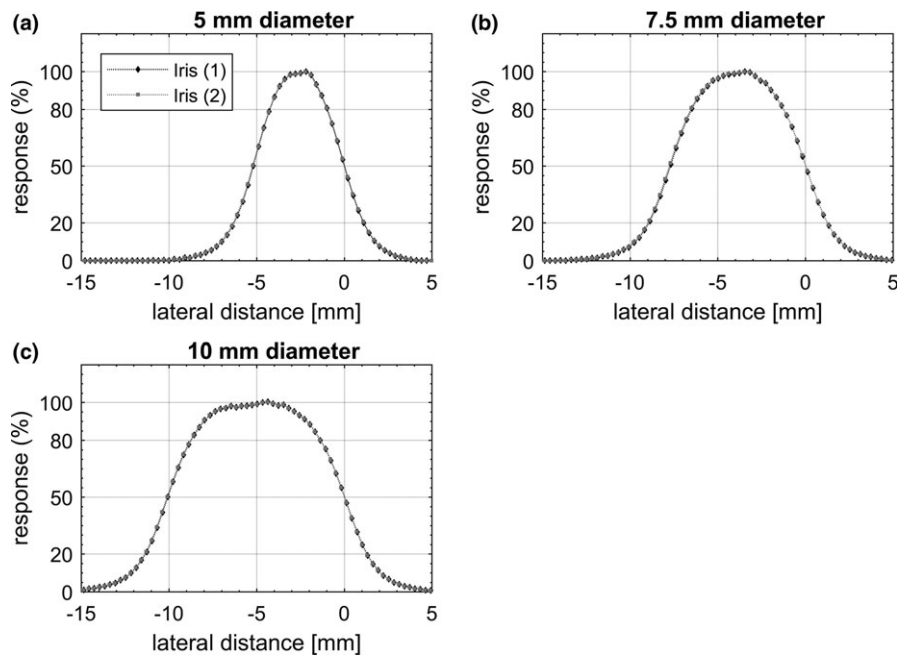 (a)
5 mm diameter
response (%)
100
80
50
20
0
Iris (1)
Iris (2)
-15
-10
-5
0
5
lateral distance [mm]
(b)
7.5 mm diameter
response (%)
100
80
50
20
0
-15
-10
-5
0
5
lateral distance [mm]
(c)
10 mm diameter
response (%)
100
80
50
20
0
-15
-10
-5
0
5
lateral distance [mm]